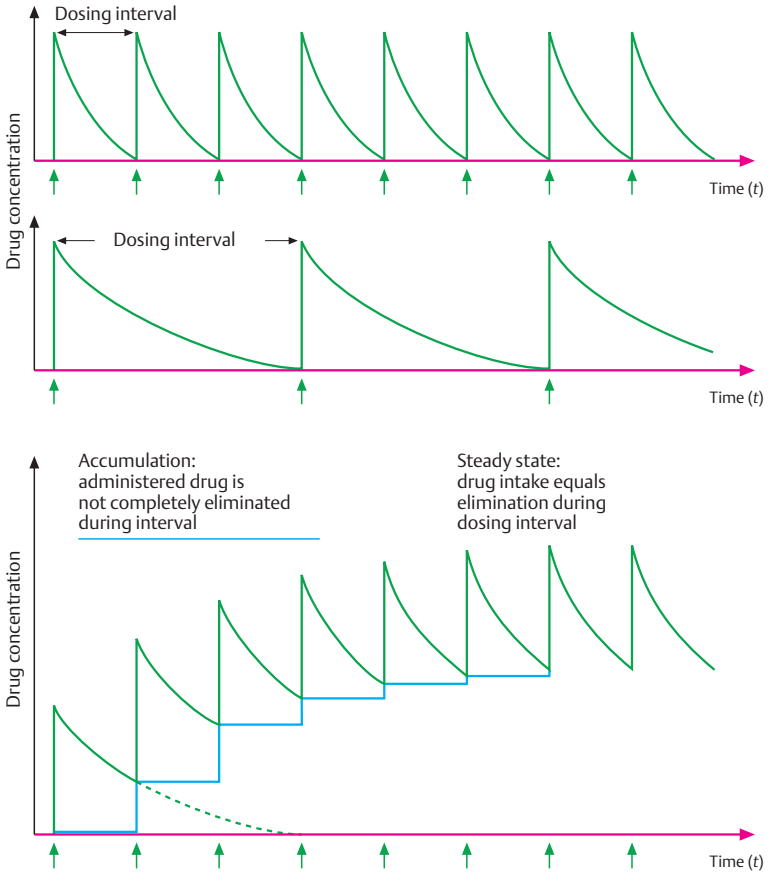 Dosing interval
Drug concentration
Time (t)
Dosing interval
Time (t)
Accumulation:
administered drug is
not completely eliminated
during interval
Steady state:
drug intake equals
elimination during
dosing interval
Drug concentration
Time (t)